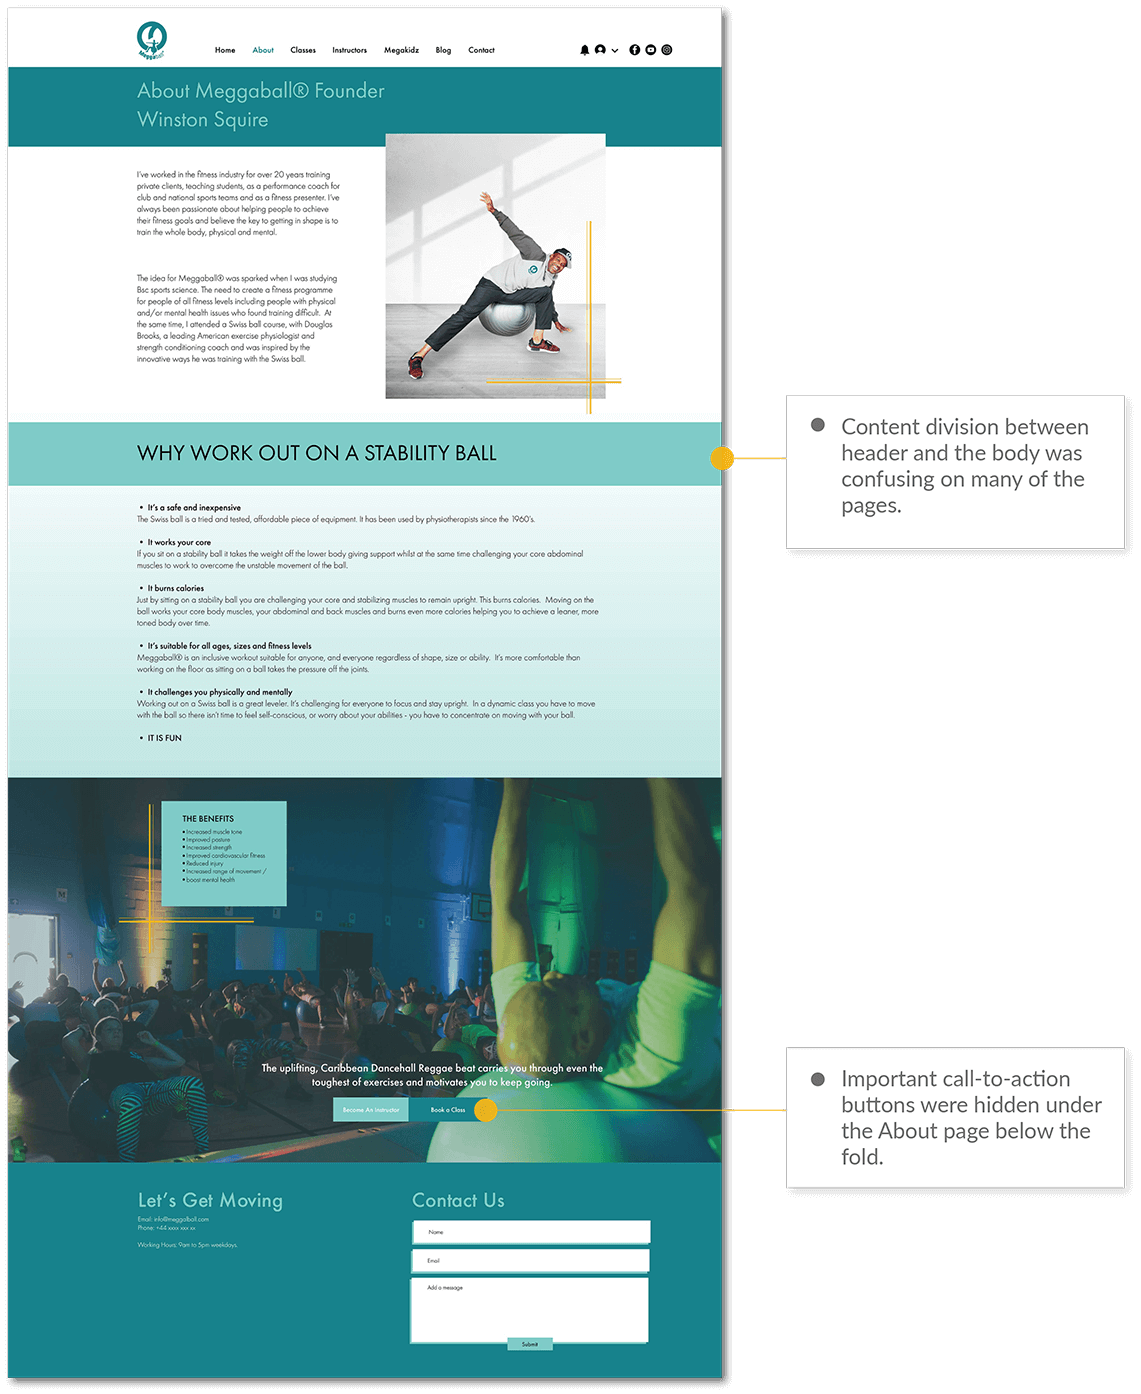 Meggaball
Home About Classes Instructors Megakidz Blog Contact
About Meggaball® Founder
Winston Squire
I've worked in the fitness industry for over 20 years training
private clients, teaching students, as a performance coach for
club and national sports teams and as a fitness presenter. I've
always been passionate about helping people to achieve
their fitness goals and believe the key to getting in shape is to
train the whole body, physical and mental.
The idea for Meggaball® was sparked when I was studying
Bsc sports science. The need to create a fitness programme
for people of all fitness levels including people with physical
and/or mental health issues who found training difficult. At
the same time, I attended a Swiss ball course, with Douglas
Brooks, a leading American exercise physiologist and
strength conditioning coach and was inspired by the
innovative ways he was training with the Swiss ball.
WHY WORK OUT ON A STABILITY BALL
• It's a safe and inexpensive
The Swiss ball is a tried and tested, affordable piece of equipment. It has been used by physiotherapists since the 1960's.
• It works your core
If you sit on a stability ball it takes the weight off the lower body giving support whilst at the same time challenging your core abdominal
muscles to work to overcome the unstable movement of the ball.
• It burns calories
Just by sitting on a stability ball you are challenging your core and stabilizing muscles to remain upright. This burns calories. Moving on the
ball works your core body muscles, your abdominal and back muscles and burns even more calories helping you to achieve a leaner, more
toned body over time.
• It's suitable for all ages, sizes and fitness levels
Meggaball® is an inclusive workout suitable for anyone, and everyone regardless of shape, size or ability. It's more comfortable than
working on the floor as sitting on a ball takes the pressure off the joints.
• It challenges you physically and mentally
Working out on a Swiss ball is a great leveler. It's challenging for everyone to focus and stay upright. In a dynamic class you have to move
with the ball so there isn't time to feel self-conscious, or worry about your abilities - you have to concentrate on moving with your ball.
• IT IS FUN
THE BENEFITS
• Increased muscle tone
• Improved posture
• Increased strength
• Improved cardiovascular fitness
• Reduced injury
• Increased range of movement /
• boost mental health
The uplifting, Caribbean Dancehall Reggae beat carries you through even the
toughest of exercises and motivates you to keep going.
Become An Instructor Book a Class
Let's Get Moving
Email: info@meggalball.com
Phone: +44 xxxx xxx xx
Working Hours: 9am to 5pm weekdays.
Contact Us
Name
Email
Add a message
Submit
• Content division between
header and the body was
confusing on many of the
pages.
• Important call-to-action
buttons were hidden under
the About page below the
fold.